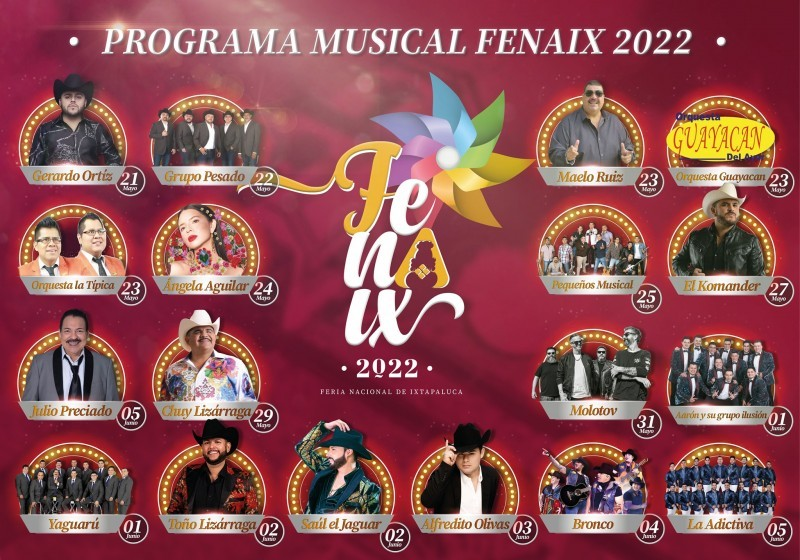 • PROGRAMA MUSICAL FENAIX 2022 •
Gerardo Ortíz 21 Mayo
Grupo Pesado 22 Mayo
Maelo Ruiz 23 Mayo
Orquesta
GUAYACAN
Orquesta Guayacan 23 Mayo
Fenaix
• 2022 •
FERIA NACIONAL DE IXTAPALUCA
Orquesta la Típica 23 Mayo
Ángela Aguilar 24 Mayo
Pequeños Musical 25 Mayo
El Komander 27 Mayo
Julio Preciado 05 Junio
Chuy Lizárraga 29 Mayo
Molotov 31 Mayo
Aarón y su grupo ilusión 01 Junio
Yaguarú 01 Junio
Toño Lizárraga 02 Junio
Saúl el Jaguar 02 Junio
Alfredito Olivas 03 Junio
Bronco 04 Junio
La Adictiva 05 Junio